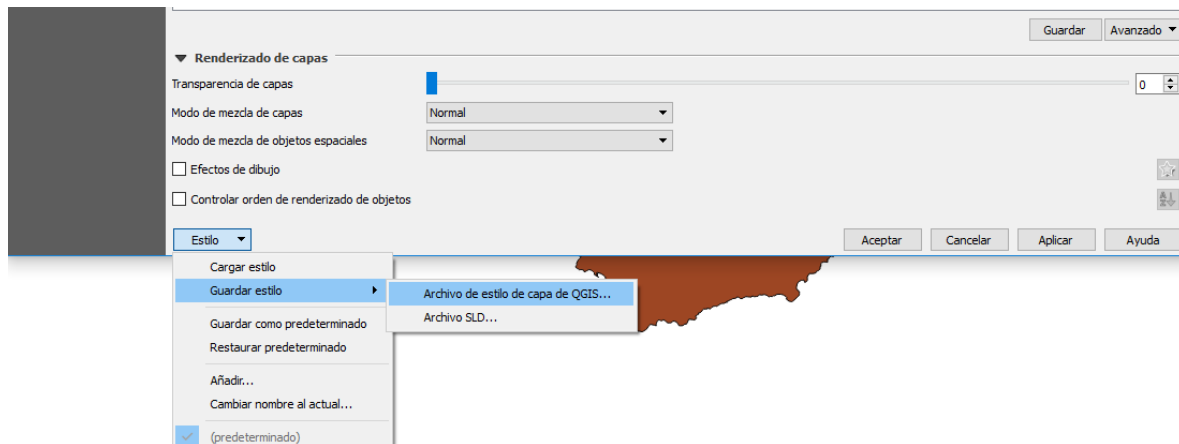 Guardar Avanzado
Renderizado de capas
Transparencia de capas 0
Modo de mezcla de capas Normal
Modo de mezcla de objetos espaciales Normal
Efectos de dibujo
Controlar orden de renderizado de objetos
Estilo Aceptar Cancelar Aplicar Ayuda
Cargar estilo
Guardar estilo Archivo de estilo de capa de QGIS...
Archivo SLD...
Guardar como predeterminado
Restaurar predeterminado
Añadir...
Cambiar nombre al actual...
(predeterminado)